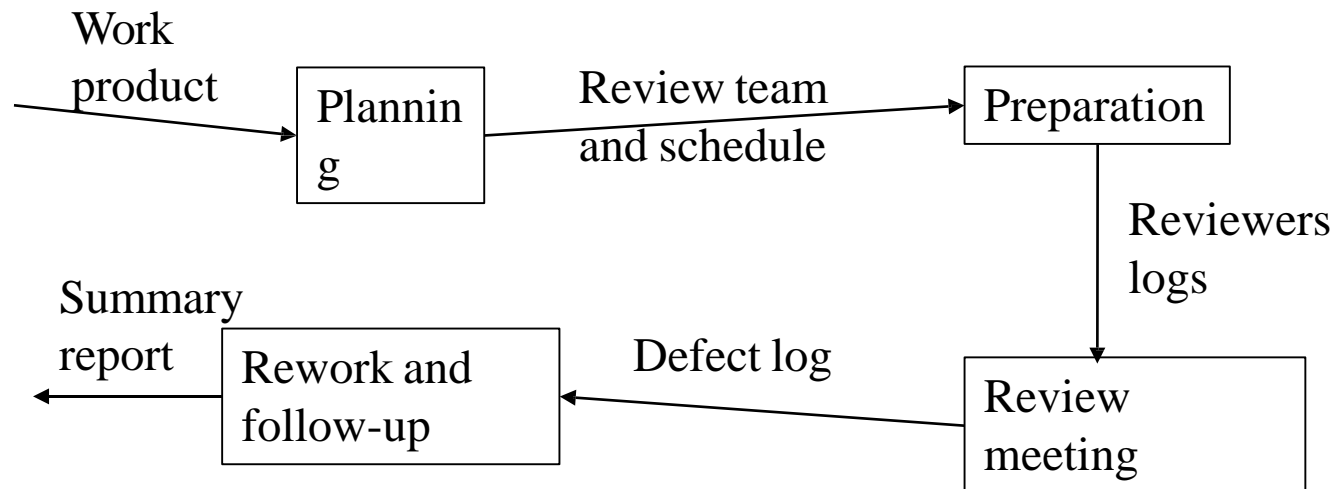 Work
product
Plannin
g
Review team
and schedule
Preparation
Reviewers
logs
Summary
report
Rework and
follow-up
Defect log
Review
meeting